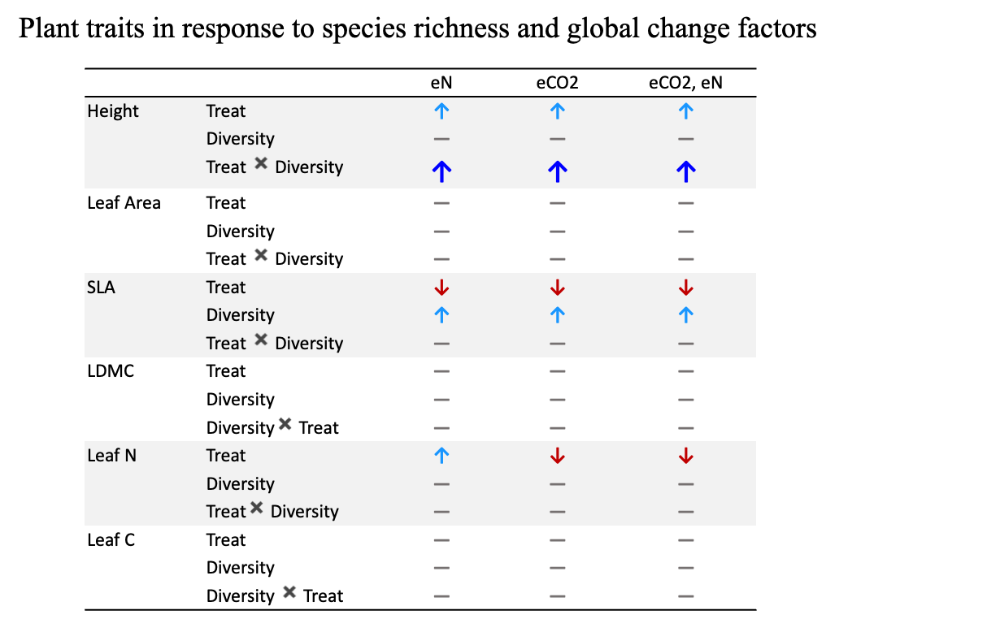 Plant traits in response to species richness and global change factors
eN eCO2 eCO2, eN
Height Treat ↑ ↑ ↑
Diversity — — —
Treat × Diversity ↑ ↑ ↑
Leaf Area Treat — — —
Diversity — — —
Treat × Diversity — — —
SLA Treat ↓ ↓ ↓
Diversity ↑ ↑ ↑
Treat × Diversity — — —
LDMC Treat — — —
Diversity — — —
Diversity × Treat — — —
Leaf N Treat ↑ ↓ ↓
Diversity — — —
Treat × Diversity — — —
Leaf C Treat — — —
Diversity — — —
Diversity × Treat — — —